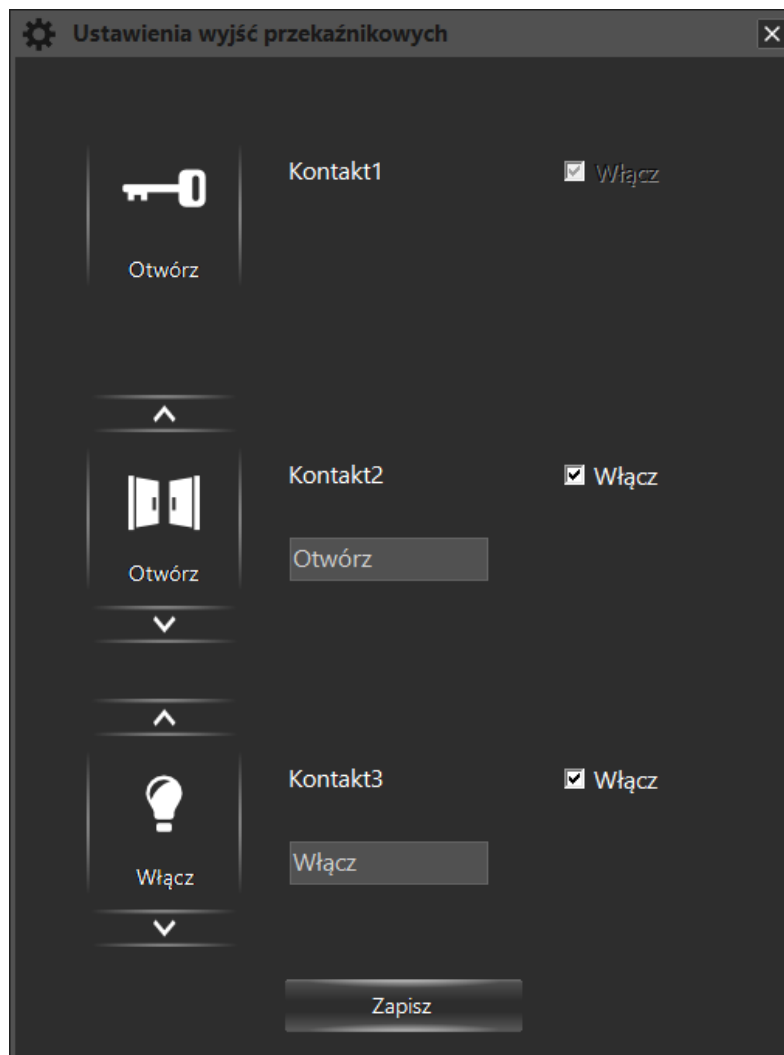 Ustawienia wyjść przekaźnikowych
Kontakt1
Włącz
Otwórz
Kontakt2
Włącz
Otwórz
Otwórz
Kontakt3
Włącz
Włącz
Włącz
Zapisz